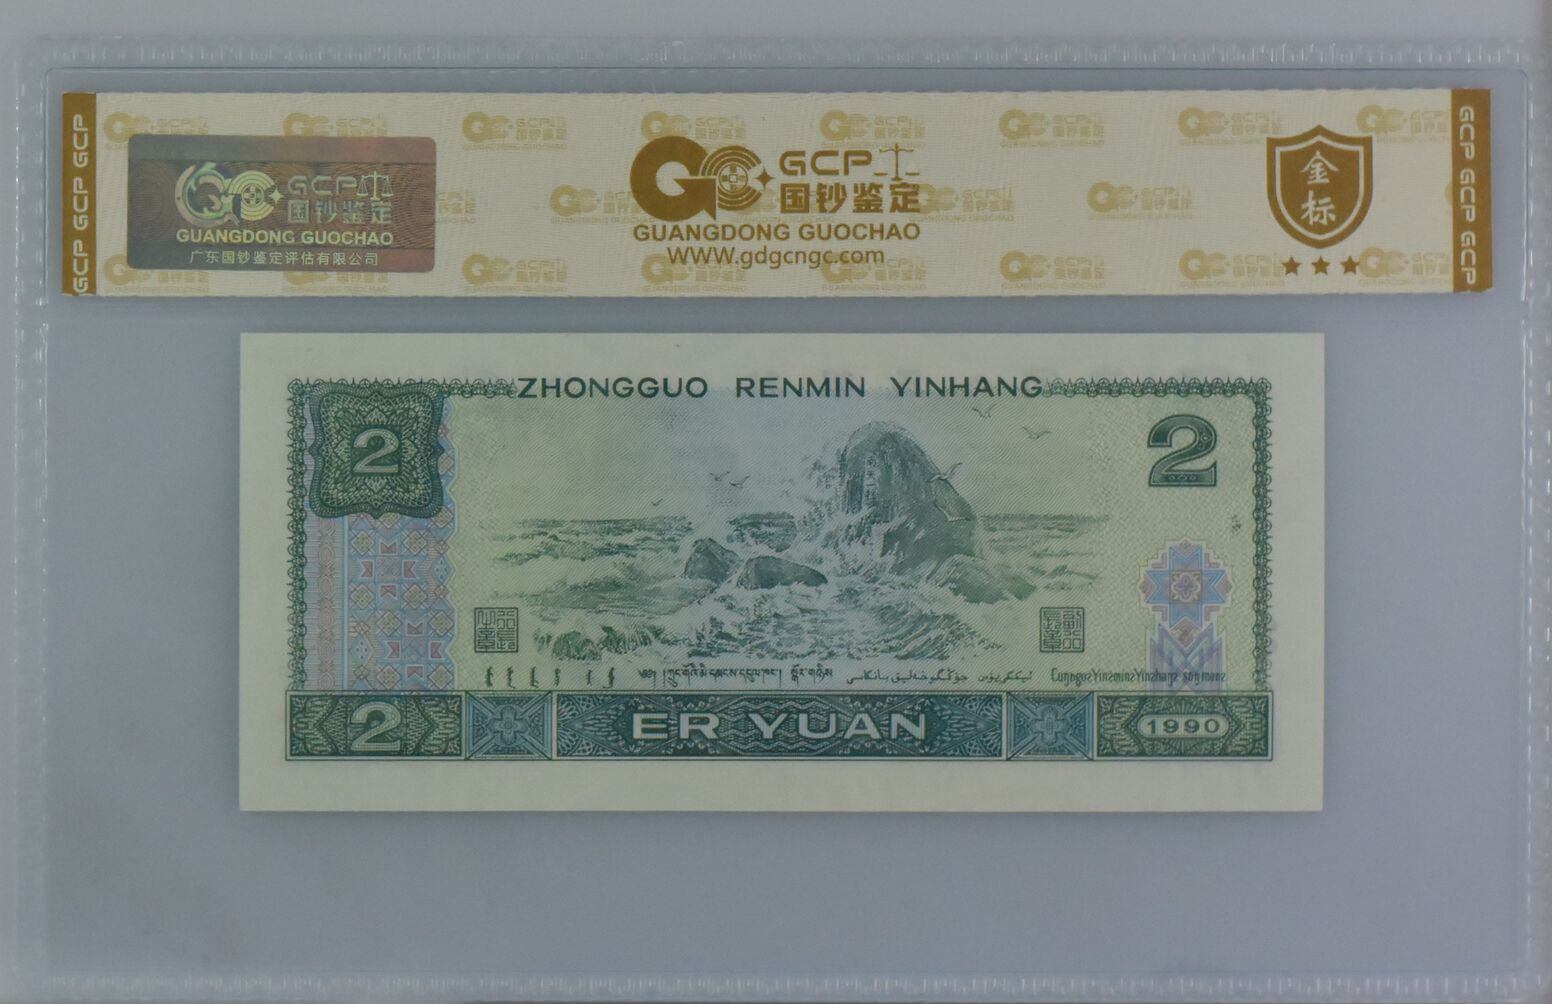 GCP GCP GCP
GCP
国钞鉴定
GUANGDONG GUOCHAO
广东国钞鉴定评估有限公司
GCP
国钞鉴定
GUANGDONG GUOCHAO
WWW.gdgcngc.com
金标
GCP GCP GCP
ZHONGGUO RENMIN YINHANG
2
2
2
ER YUAN
1990